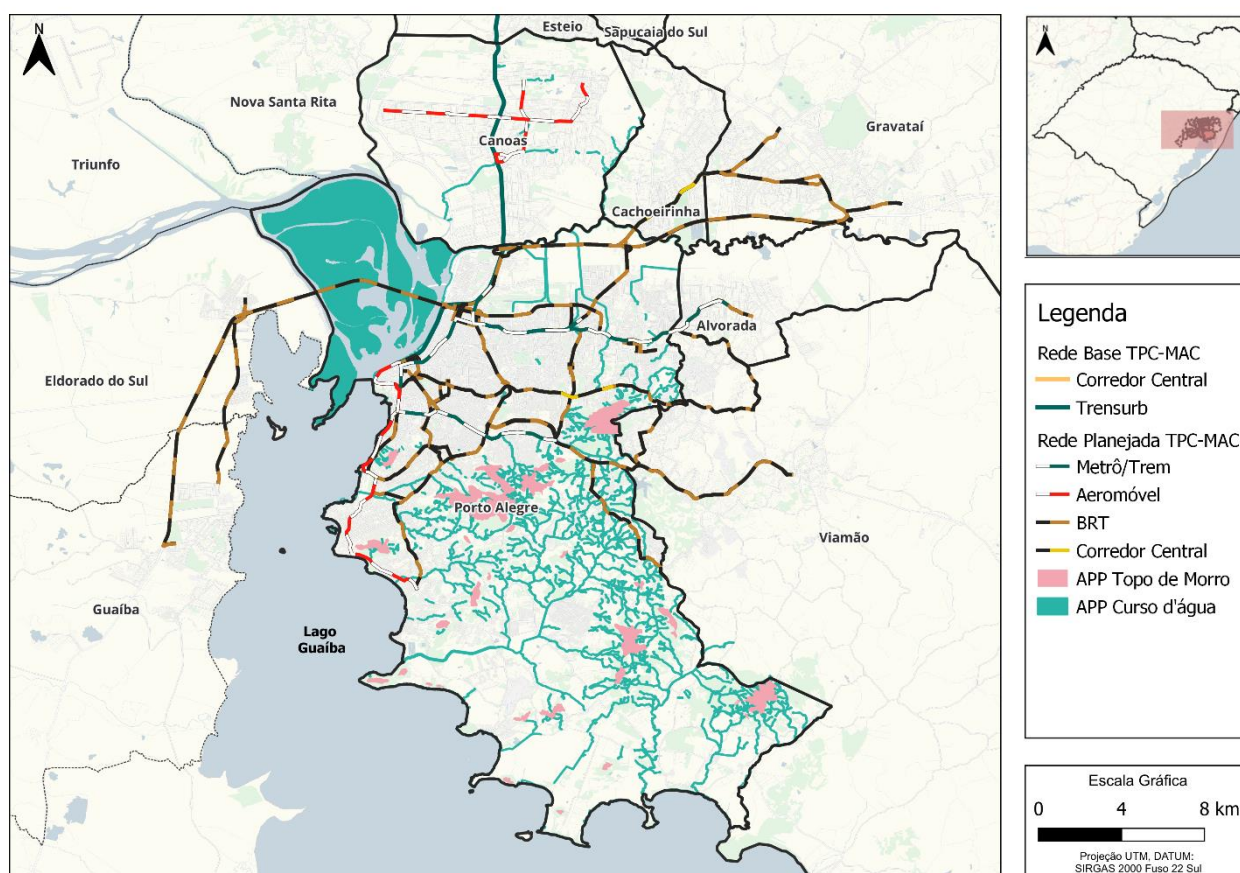 N
Esteio
Sapucaia do Sul
Nova Santa Rita
Gravataí
Canoas
Triunfo
Cachoeirinha
Alvorada
Eldorado do Sul
Porto Alegre
Viamão
Guaíba
Lago
Guaíba
N
Legenda
Rede Base TPC-MAC
Corredor Central
Trensurb
Rede Planejada TPC-MAC
Metrô/Trem
Aeromóvel
BRT
Corredor Central
APP Topo de Morro
APP Curso d'água
Escala Gráfica
0 4 8 km
Projeção UTM, DATUM:
SIRGAS 2000 Fuso 22 Sul